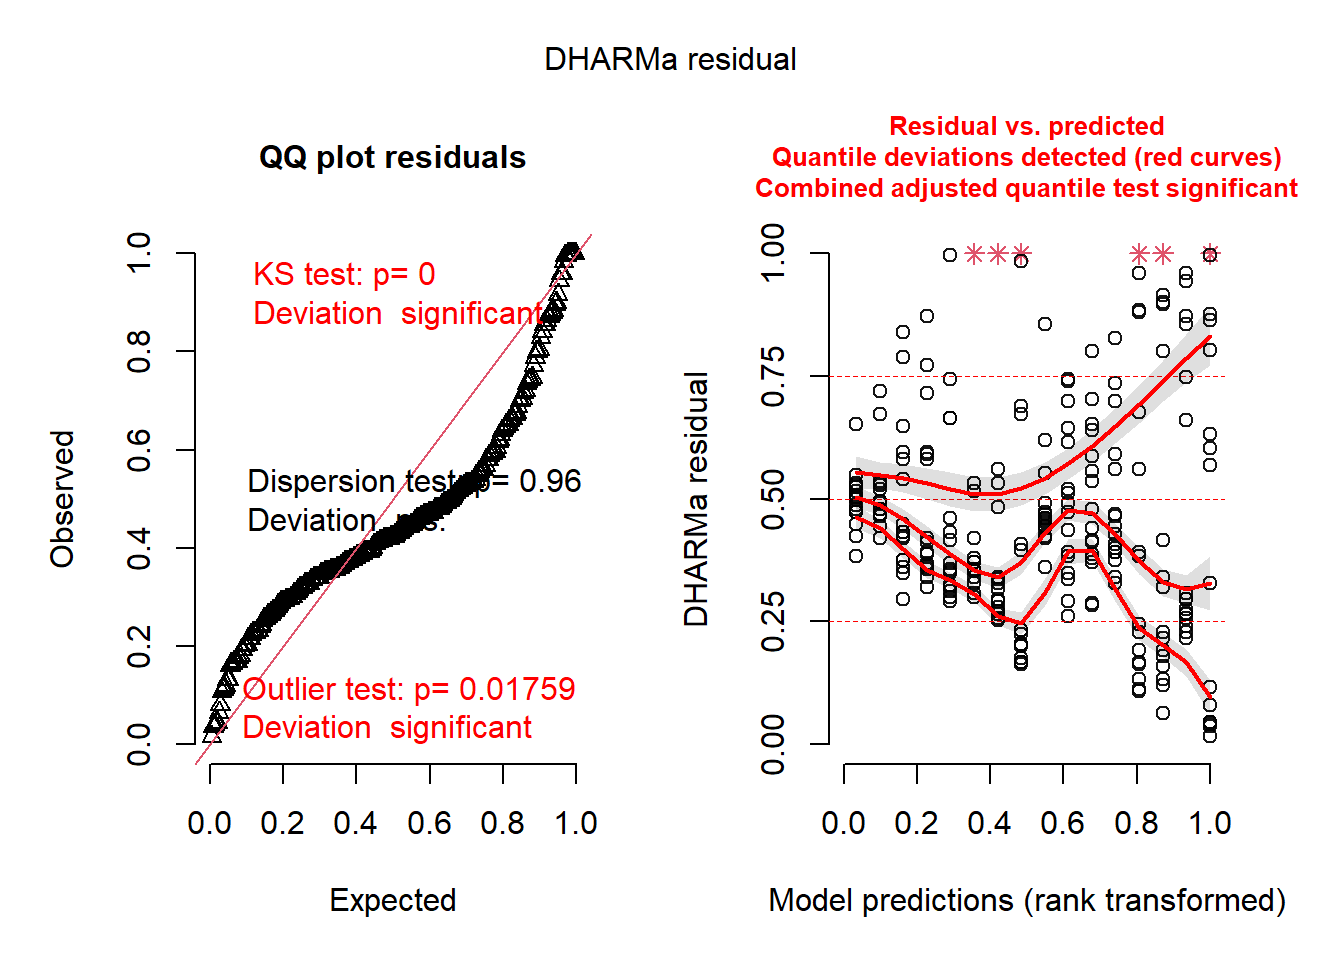 DHARMa residual
QQ plot residuals
KS test: p= 0
Deviation  significant
Dispersion test: p= 0.96
Deviation  n.s.
Outlier test: p= 0.01759
Deviation  significant
Observed
0.0
0.2
0.4
0.6
0.8
1.0
0.0 0.2 0.4 0.6 0.8 1.0
Expected
Residual vs. predicted
Quantile deviations detected (red curves)
Combined adjusted quantile test significant
DHARMa residual
0.00
0.25
0.50
0.75
1.00
0.0 0.2 0.4 0.6 0.8 1.0
Model predictions (rank transformed)